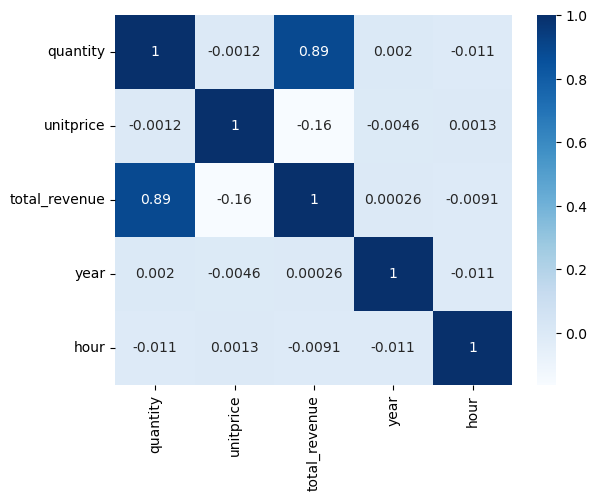 1.0
quantity 1 -0.0012 0.89 0.002 -0.011
0.8
unitprice -0.0012 1 -0.16 -0.0046 0.0013
0.6
total_revenue 0.89 -0.16 1 0.00026 -0.0091
0.4
year 0.002 -0.0046 0.00026 1 -0.011
0.2
0.0
hour -0.011 0.0013 -0.0091 -0.011 1
quantity unitprice total_revenue year hour